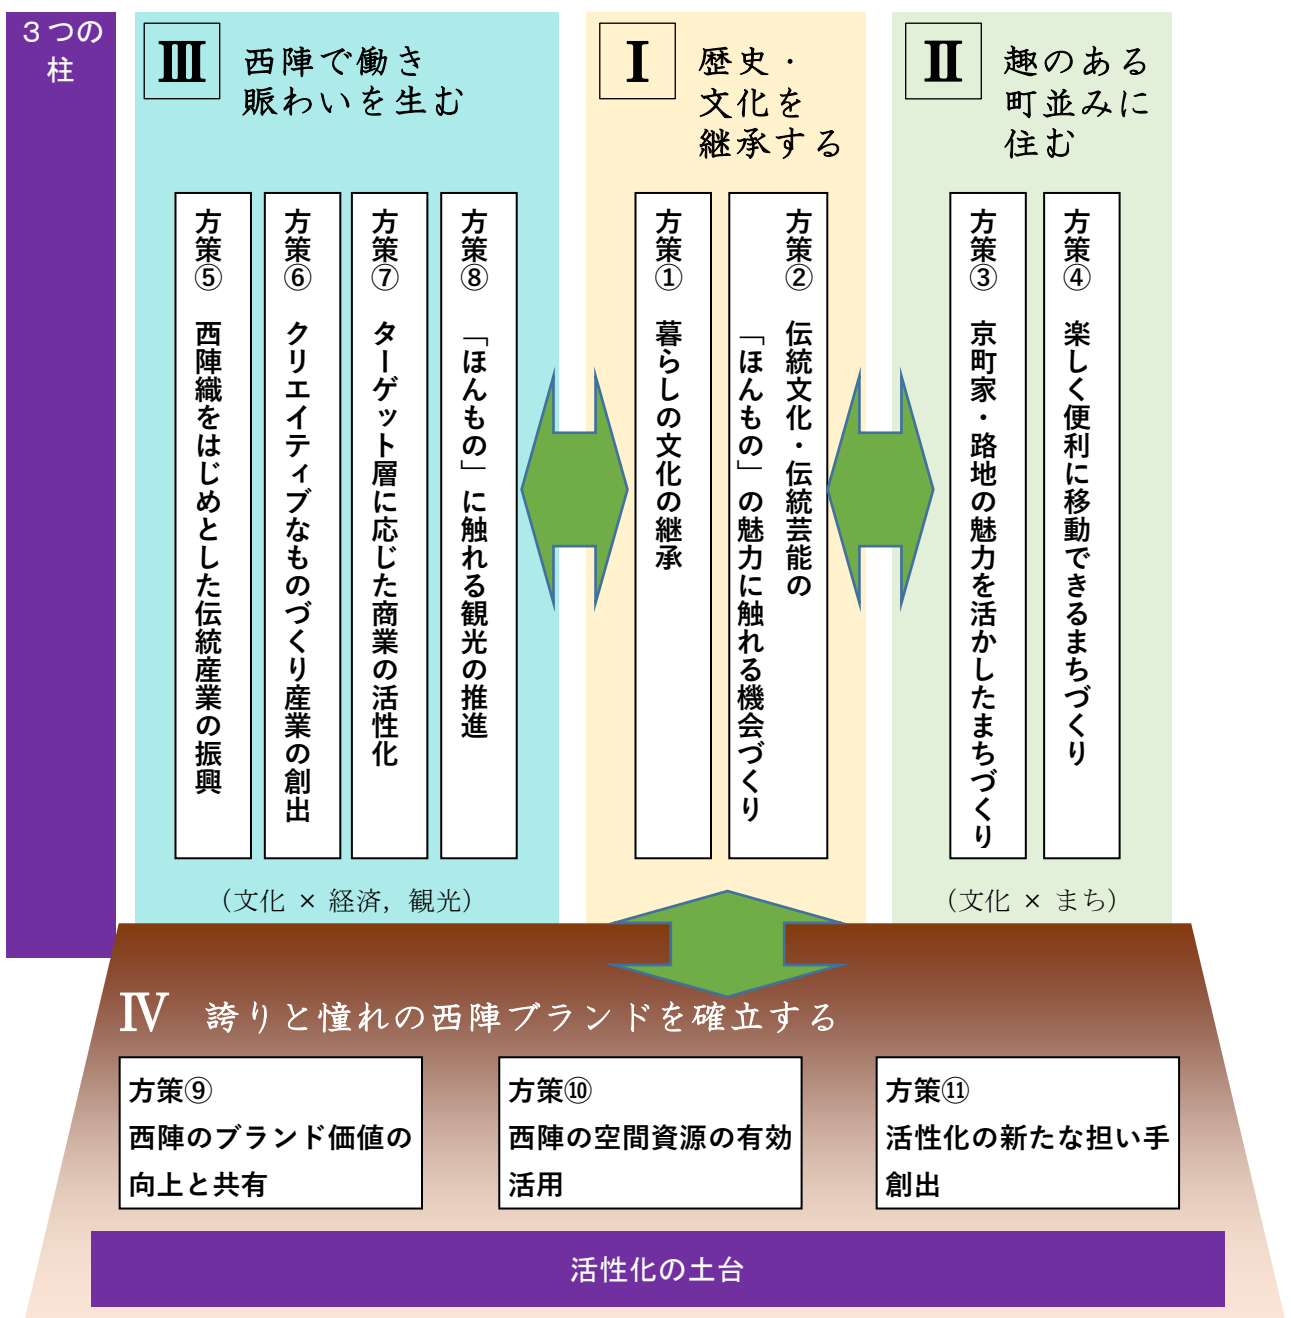 ３つの
柱
Ⅲ
西陣で働き
賑わいを生む
方策⑤　西陣織をはじめとした伝統産業の振興
方策⑥　クリエイティブなものづくり産業の創出
方策⑦　ターゲット層に応じた商業の活性化
方策⑧　「ほんもの」に触れる観光の推進
（文化 × 経済，観光）
Ⅰ
歴史・
文化を
継承する
方策①　暮らしの文化の継承
方策②　伝統文化・伝統芸能の
「ほんもの」の魅力に触れる機会づくり
Ⅱ
趣のある
町並みに
住む
方策③　京町家・路地の魅力を活かしたまちづくり
方策④　楽しく便利に移動できるまちづくり
（文化 × まち）
Ⅳ　誇りと憧れの西陣ブランドを確立する
方策⑨
西陣のブランド価値の
向上と共有
方策⑩
西陣の空間資源の有効
活用
方策⑪
活性化の新たな担い手
創出
活性化の土台